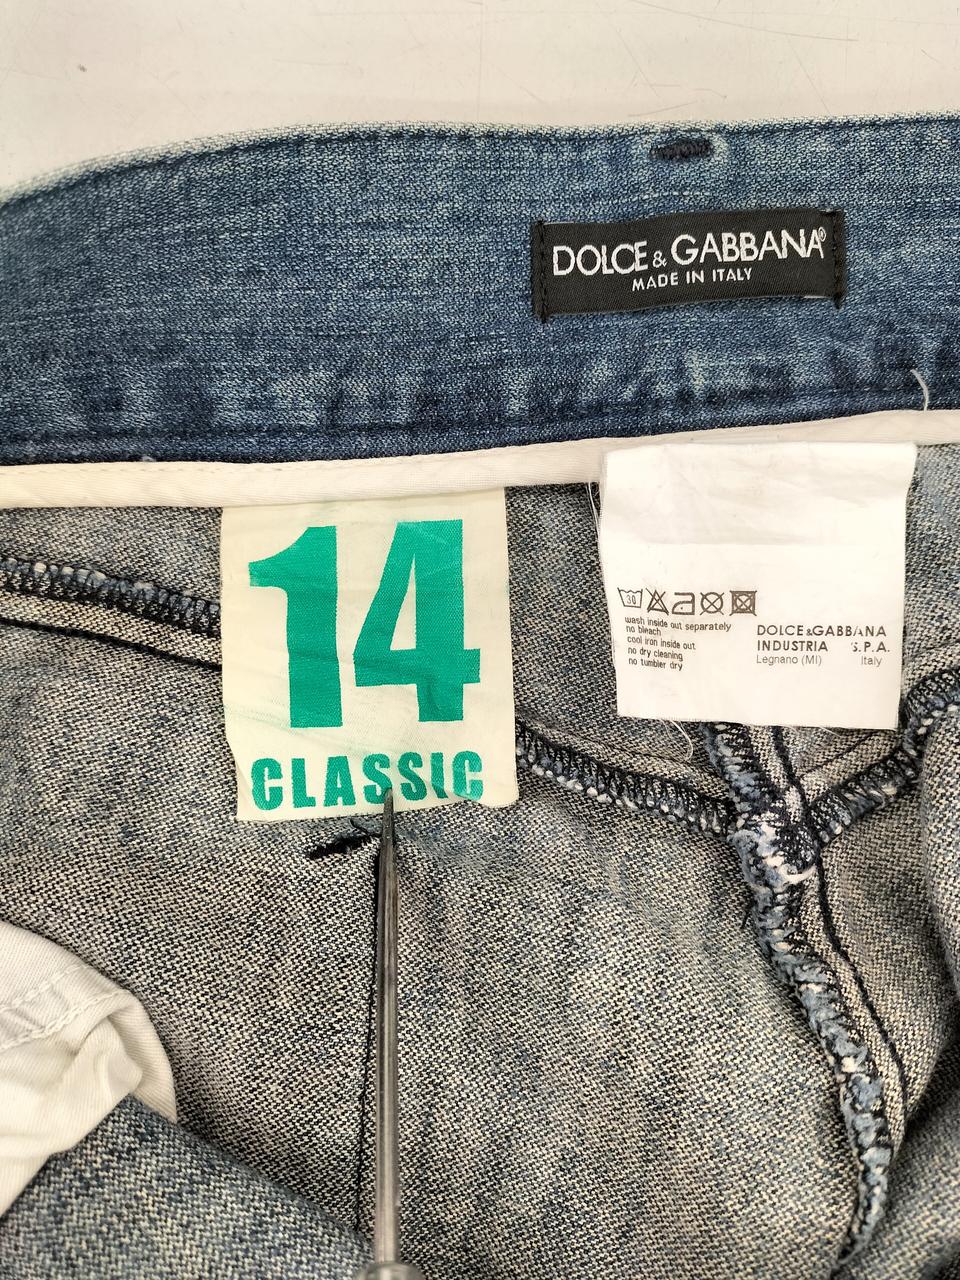 DOLCE & GABBANA®
MADE IN ITALY
14
CLASSIC
30
wash inside out separately
no bleach
cool iron inside out
no dry cleaning
no tumbler dry
DOLCE & GABBANA
INDUSTRIA S.P.A.
Legnano (MI) Italy